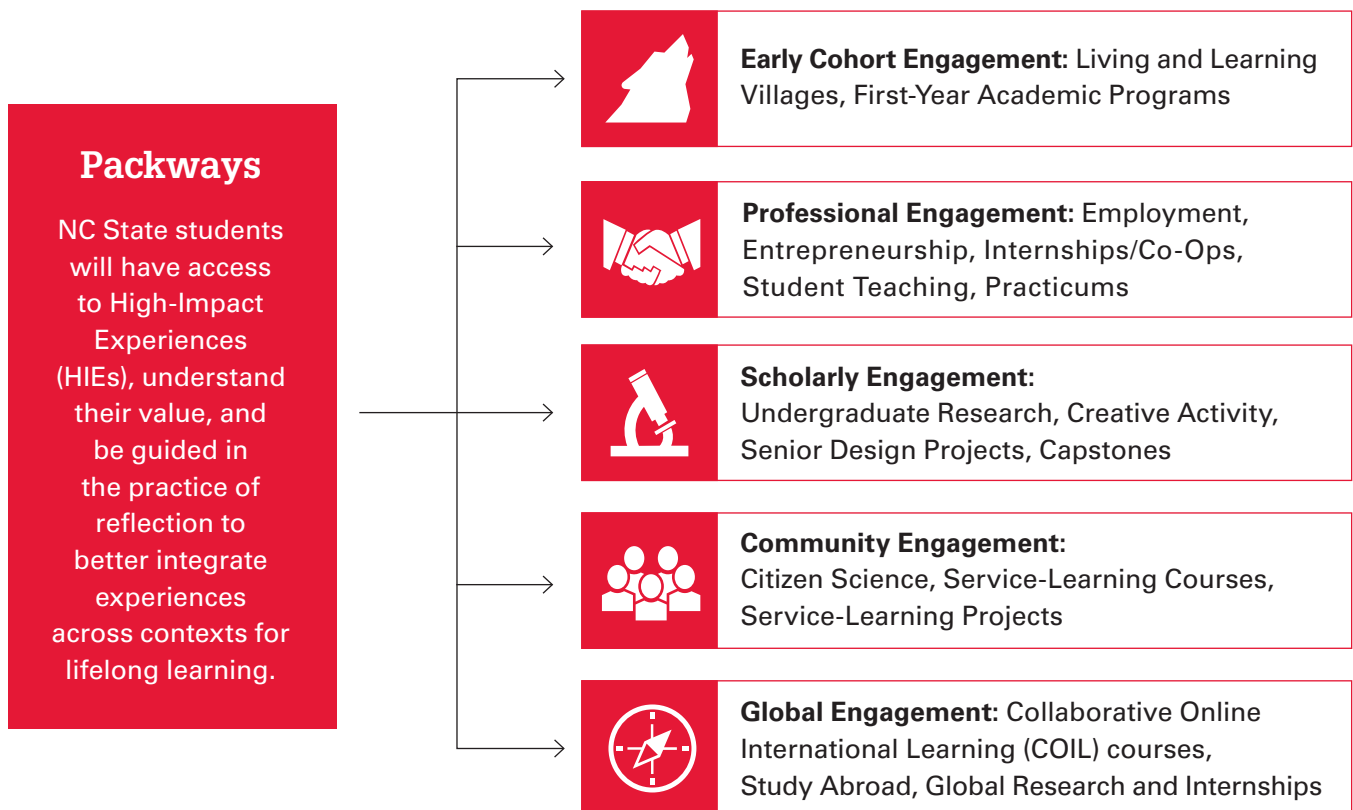 Packways
NC State students
will have access
to High-Impact
Experiences
(HIEs), understand
their value, and
be guided in
the practice of
reflection to
better integrate
experiences
across contexts for
lifelong learning.
Early Cohort Engagement: Living and Learning
Villages, First-Year Academic Programs
Professional Engagement: Employment,
Entrepreneurship, Internships/Co-Ops,
Student Teaching, Practicums
Scholarly Engagement:
Undergraduate Research, Creative Activity,
Senior Design Projects, Capstones
Community Engagement:
Citizen Science, Service-Learning Courses,
Service-Learning Projects
Global Engagement: Collaborative Online
International Learning (COIL) courses,
Study Abroad, Global Research and Internships